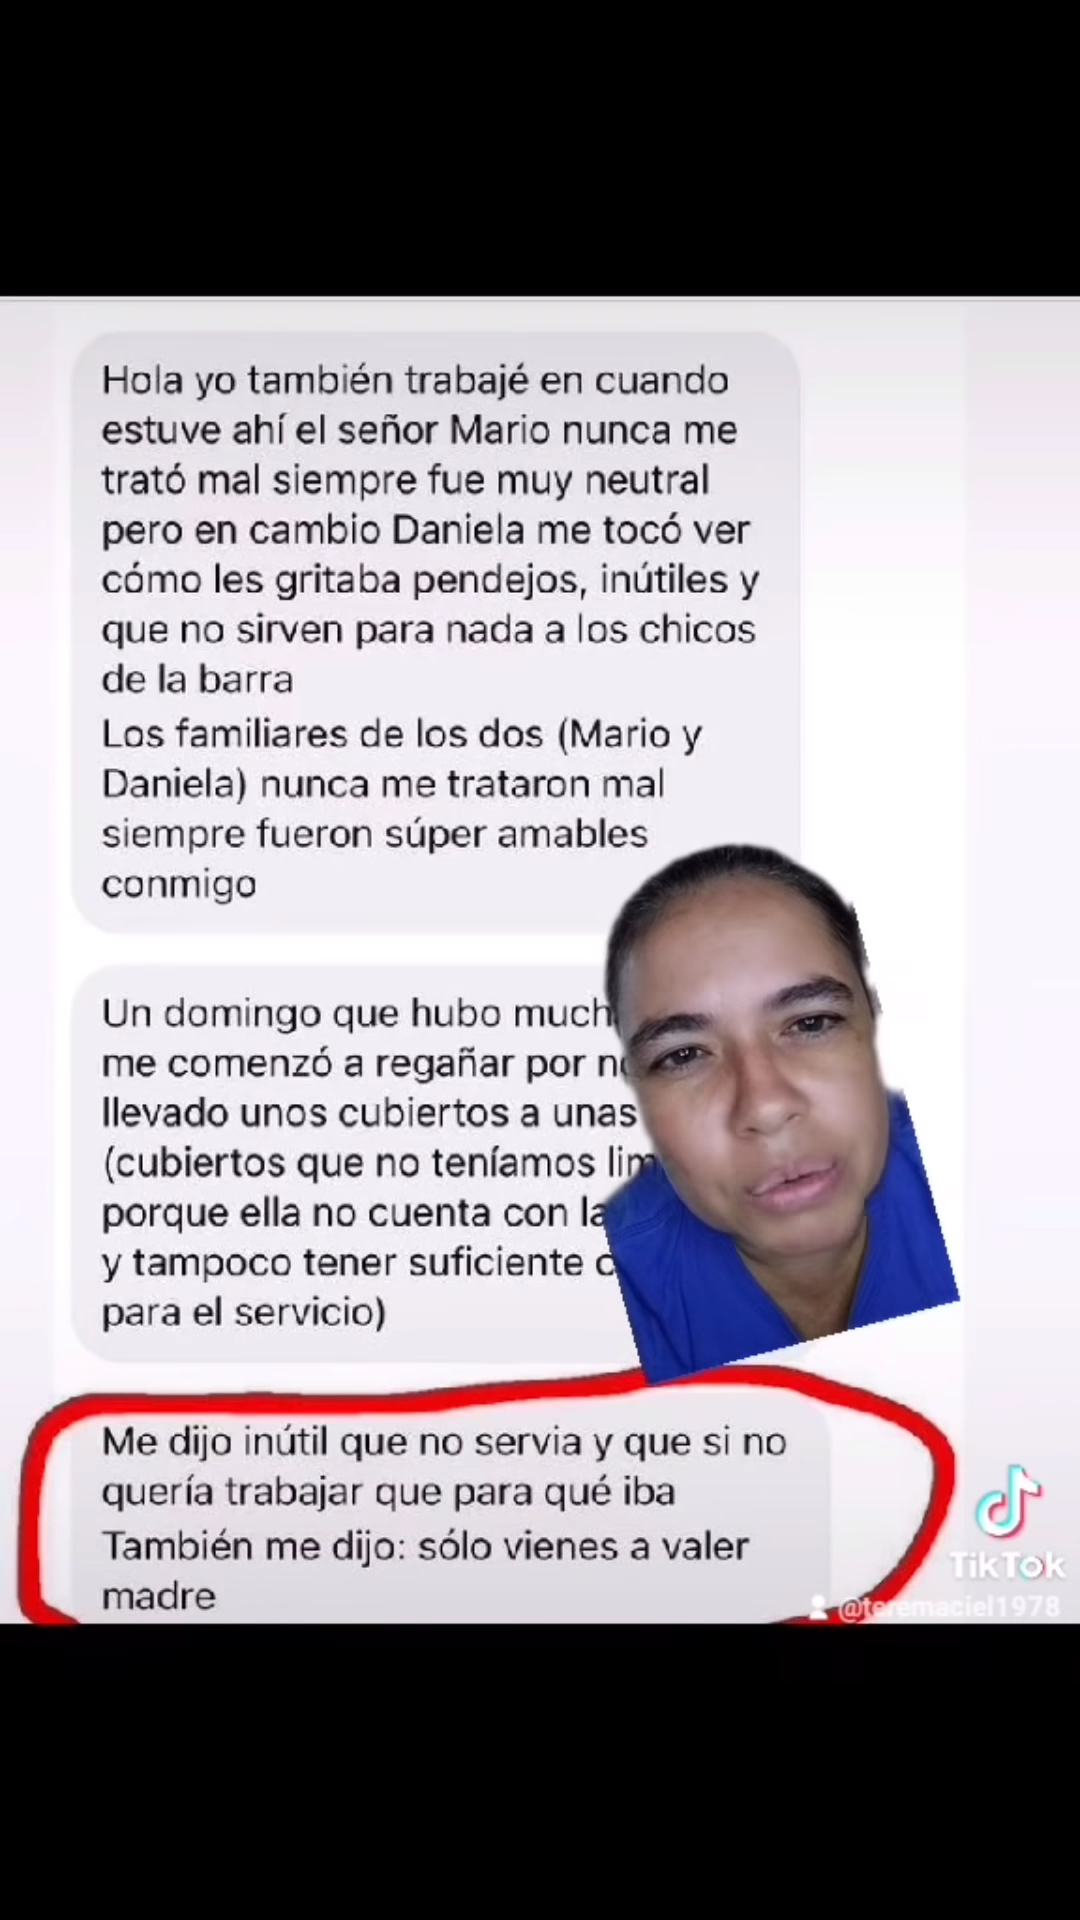 Hola yo también trabajé en cuando
estuve ahí el señor Mario nunca me
trató mal siempre fue muy neutral
pero en cambio Daniela me tocó ver
cómo les gritaba pendejos, inútiles y
que no sirven para nada a los chicos
de la barra
Los familiares de los dos (Mario y
Daniela) nunca me trataron mal
siempre fueron súper amables
conmigo
Un domingo que hubo much
me comenzó a regañar por
llevado unos cubiertos a unas
(cubiertos que no teníamos
porque ella no cuenta con
y tampoco tener suficiente
para el servicio)
Me dijo inútil que no servia y que si no
quería trabajar que para qué iba
También me dijo: sólo vienes a valer
madre
TikTok
@teremaciel1978